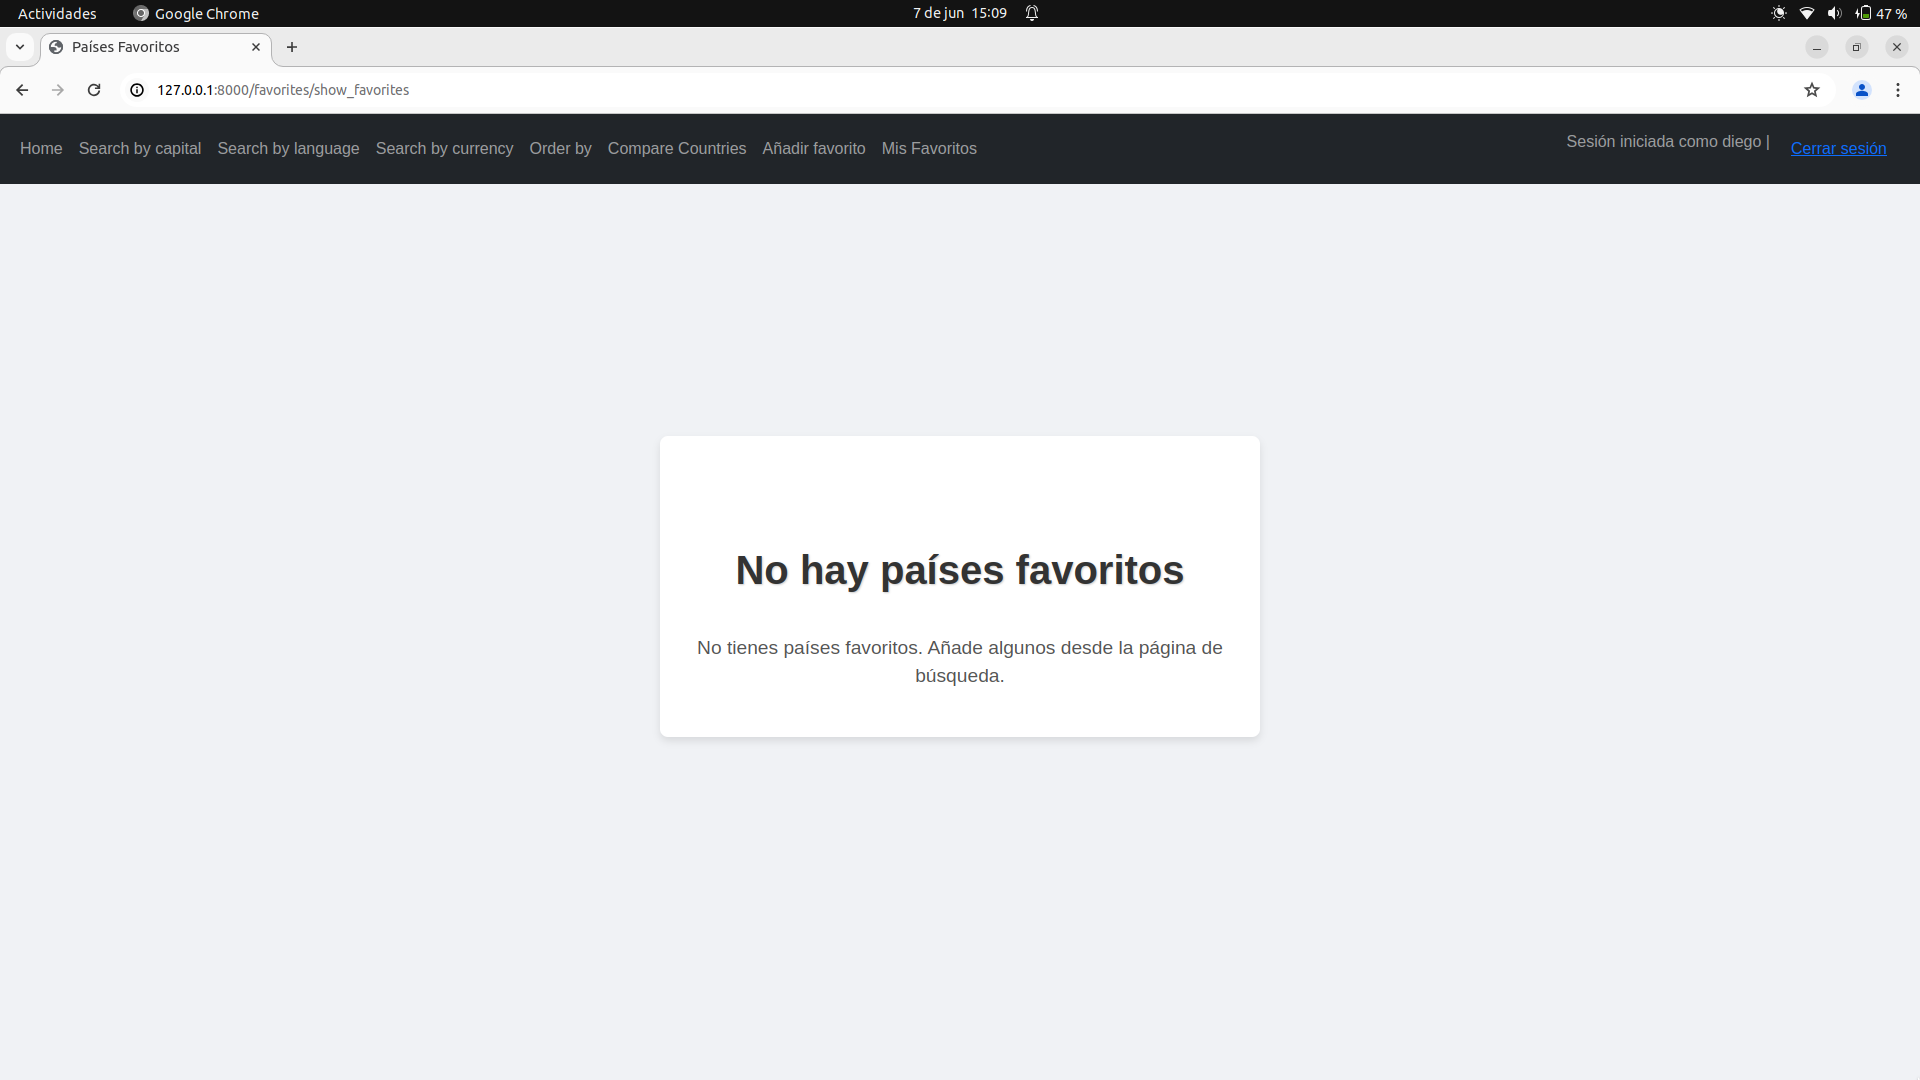 Actividades
Google Chrome
7 de jun 15:09
47 %
Países Favoritos
127.0.0.1:8000/favorites/show_favorites
Home Search by capital Search by language Search by currency Order by Compare Countries Añadir favorito Mis Favoritos
Sesión iniciada como diego |
Cerrar sesión
No hay países favoritos
No tienes países favoritos. Añade algunos desde la página de
búsqueda.